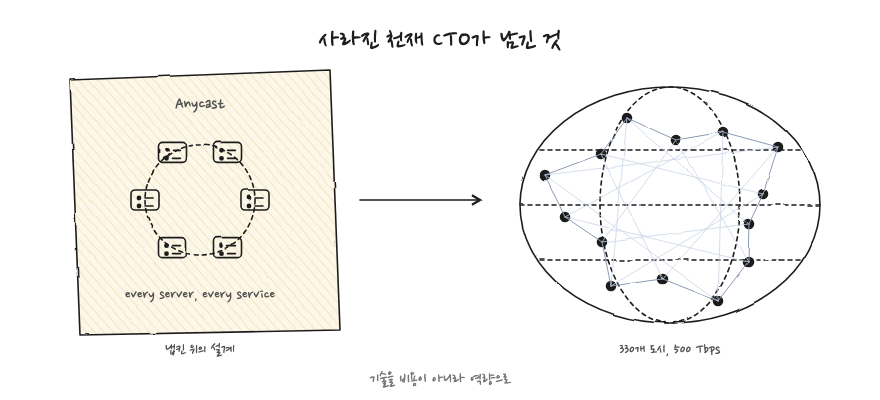 사라진 천재 CTO가 남긴 것
Anycast
every server, every service
냅킨 위의 설계
330개 도시, 500 Tbps
기술을 비용이 아니라 역량으로